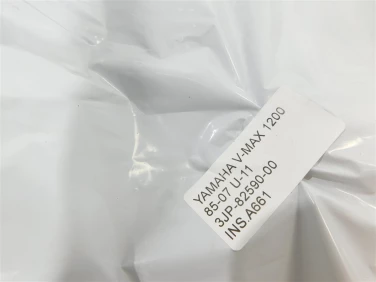 YAMAHA V-MAX 1200
85-07 U-11
3JP-82590-00
INS.A661